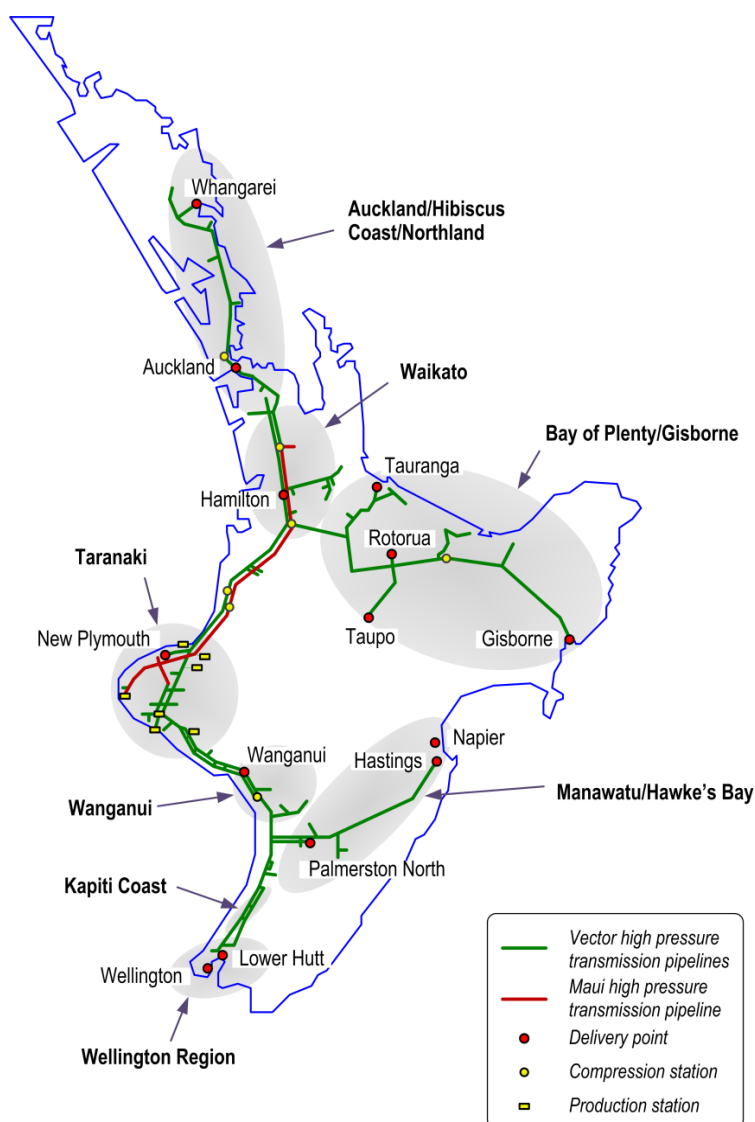 Whangarei
Auckland/Hibiscus
Coast/Northland
Auckland
Waikato
Bay of Plenty/Gisborne
Tauranga
Hamilton
Rotorua
Taranaki
New Plymouth
Taupo
Gisborne
Napier
Wanganui
Hastings
Wanganui
Manawatu/Hawke's Bay
Palmerston North
Kapiti Coast
Lower Hutt
Wellington
Wellington Region
Vector high pressure
transmission pipelines
Maui high pressure
transmission pipeline
Delivery point
Compression station
Production station